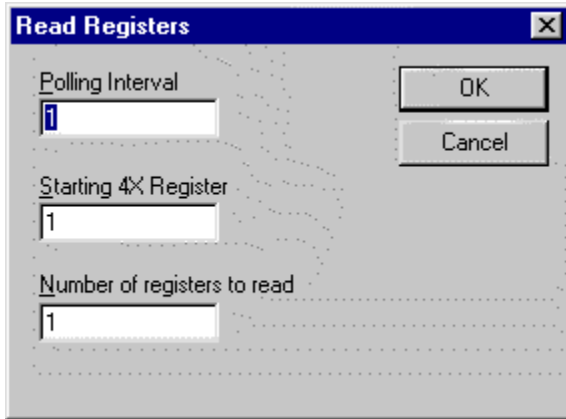 Read Registers
Polling Interval
1
OK
Cancel
Starting 4X Register
1
Number of registers to read
1